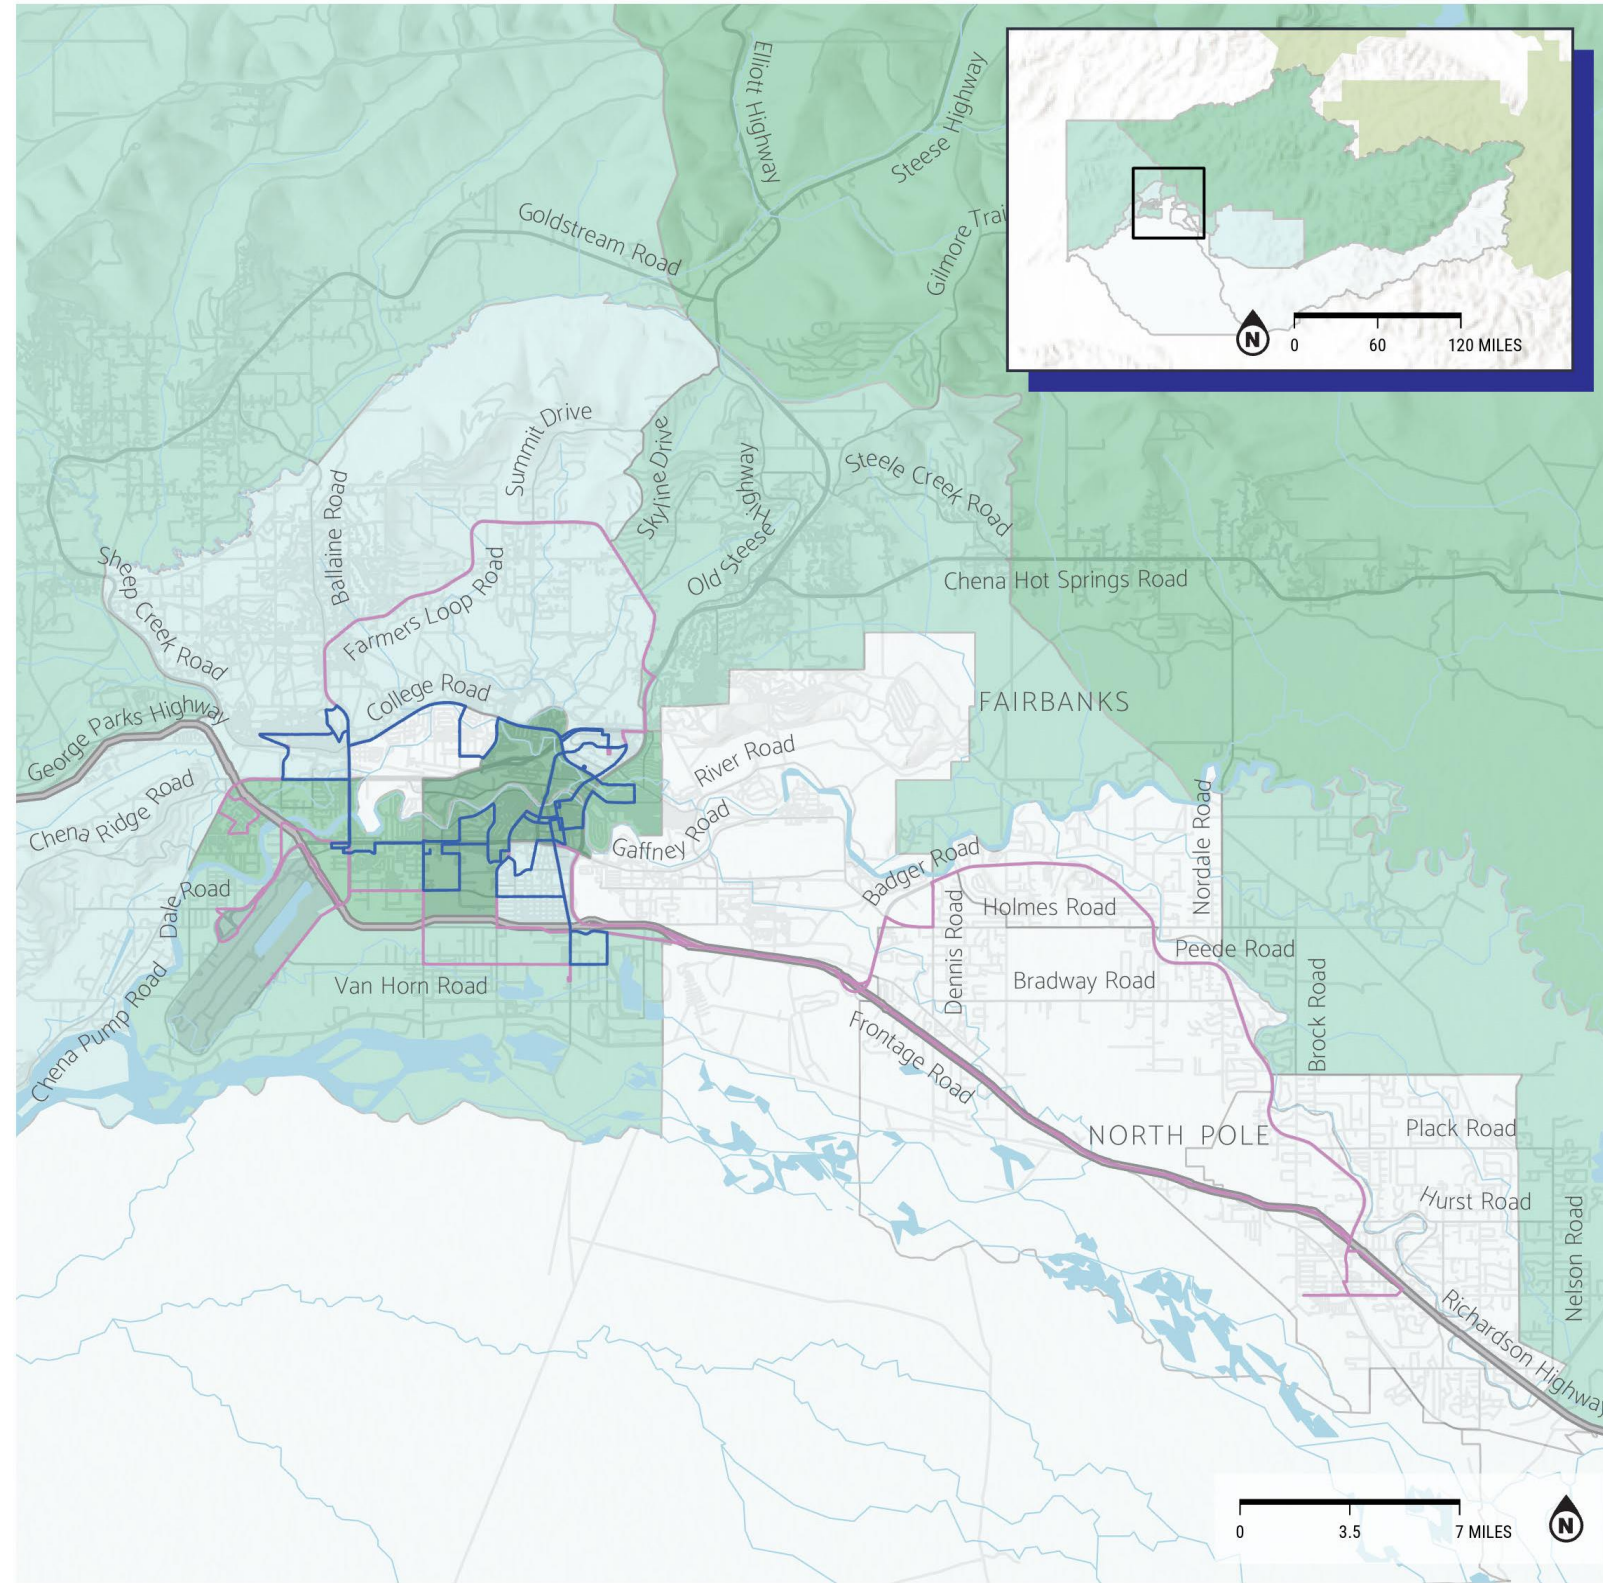 Elliott Highway
Steese Highway
Goldstream Road
Gilmore Trai
N
0 60 120 MILES
Summit Drive
Skyline Drive
Highway
Old Steese
Steele Creek Road
Ballaine Road
Sheep Creek Road
Farmers Loop Road
Chena Hot Springs Road
College Road
George Parks Highway
FAIRBANKS
River Road
Chena Ridge Road
Gaffney Road
Nordale Road
Badger Road
Dale Road
Holmes Road
Dennis Road
Peede Road
Van Horn Road
Bradway Road
Brock Road
Chena Pump Road
Frontage Road
NORTH POLE
Plack Road
Hurst Road
Nelson Road
Richardson Highway
0 3.5 7 MILES
N